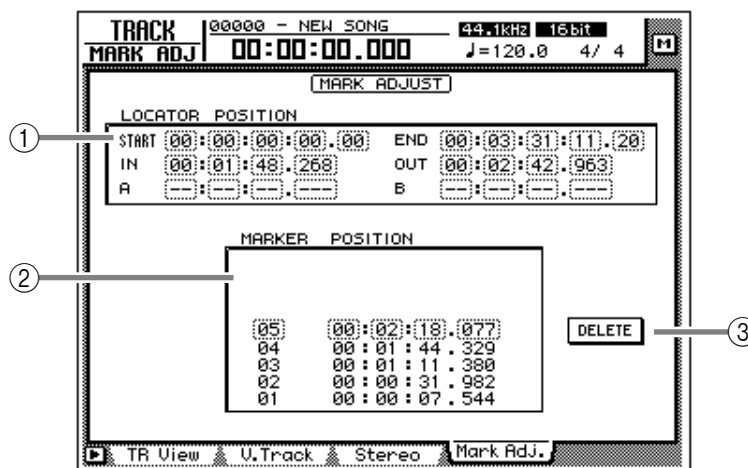 TRACK
MARK ADJ
00000 - NEW SONG
00:00:00.000
44.1kHz 16bit
♩=120.0 4/ 4
M
MARK ADJUST
LOCATOR POSITION
START 00:00:00:00.00 END 00:03:31:11.20
IN 00:01:48.268 OUT 00:02:42.963
A --:--:--.--- B --:--:--.---
MARKER POSITION
05 00:02:18.077
04 00:01:44.329
03 00:01:11.380
02 00:00:31.982
01 00:00:07.544
DELETE
TR View V.Track Stereo Mark Adj.
1
2
3